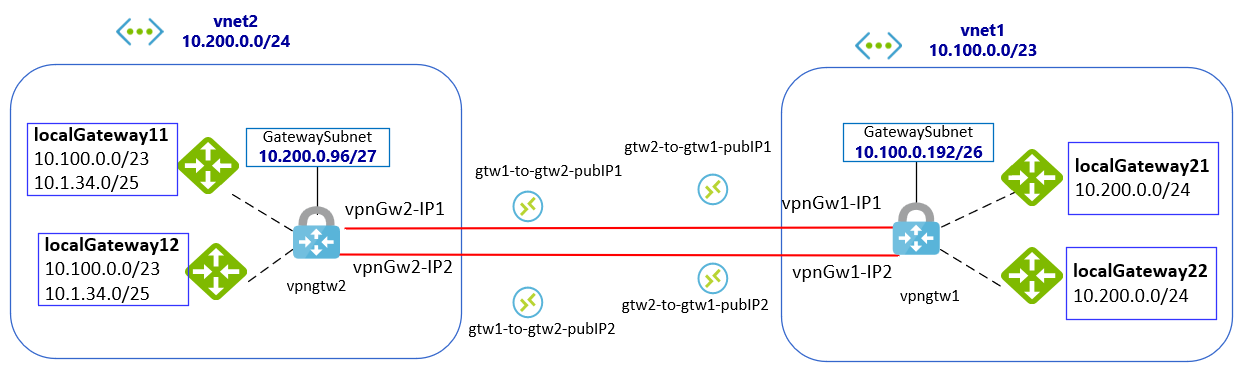 vnet2
10.200.0.0/24
vnet1
10.100.0.0/23
localGateway11
10.100.0.0/23
10.1.34.0/25
GatewaySubnet
10.200.0.96/27
localGateway12
10.100.0.0/23
10.1.34.0/25
vpngtw2
vpnGw2-IP1
vpnGw2-IP2
gtw1-to-gtw2-pubIP1
gtw2-to-gtw1-pubIP1
gtw1-to-gtw2-pubIP2
gtw2-to-gtw1-pubIP2
vpnGw1-IP1
vpnGw1-IP2
GatewaySubnet
10.100.0.192/26
vpngtw1
localGateway21
10.200.0.0/24
localGateway22
10.200.0.0/24